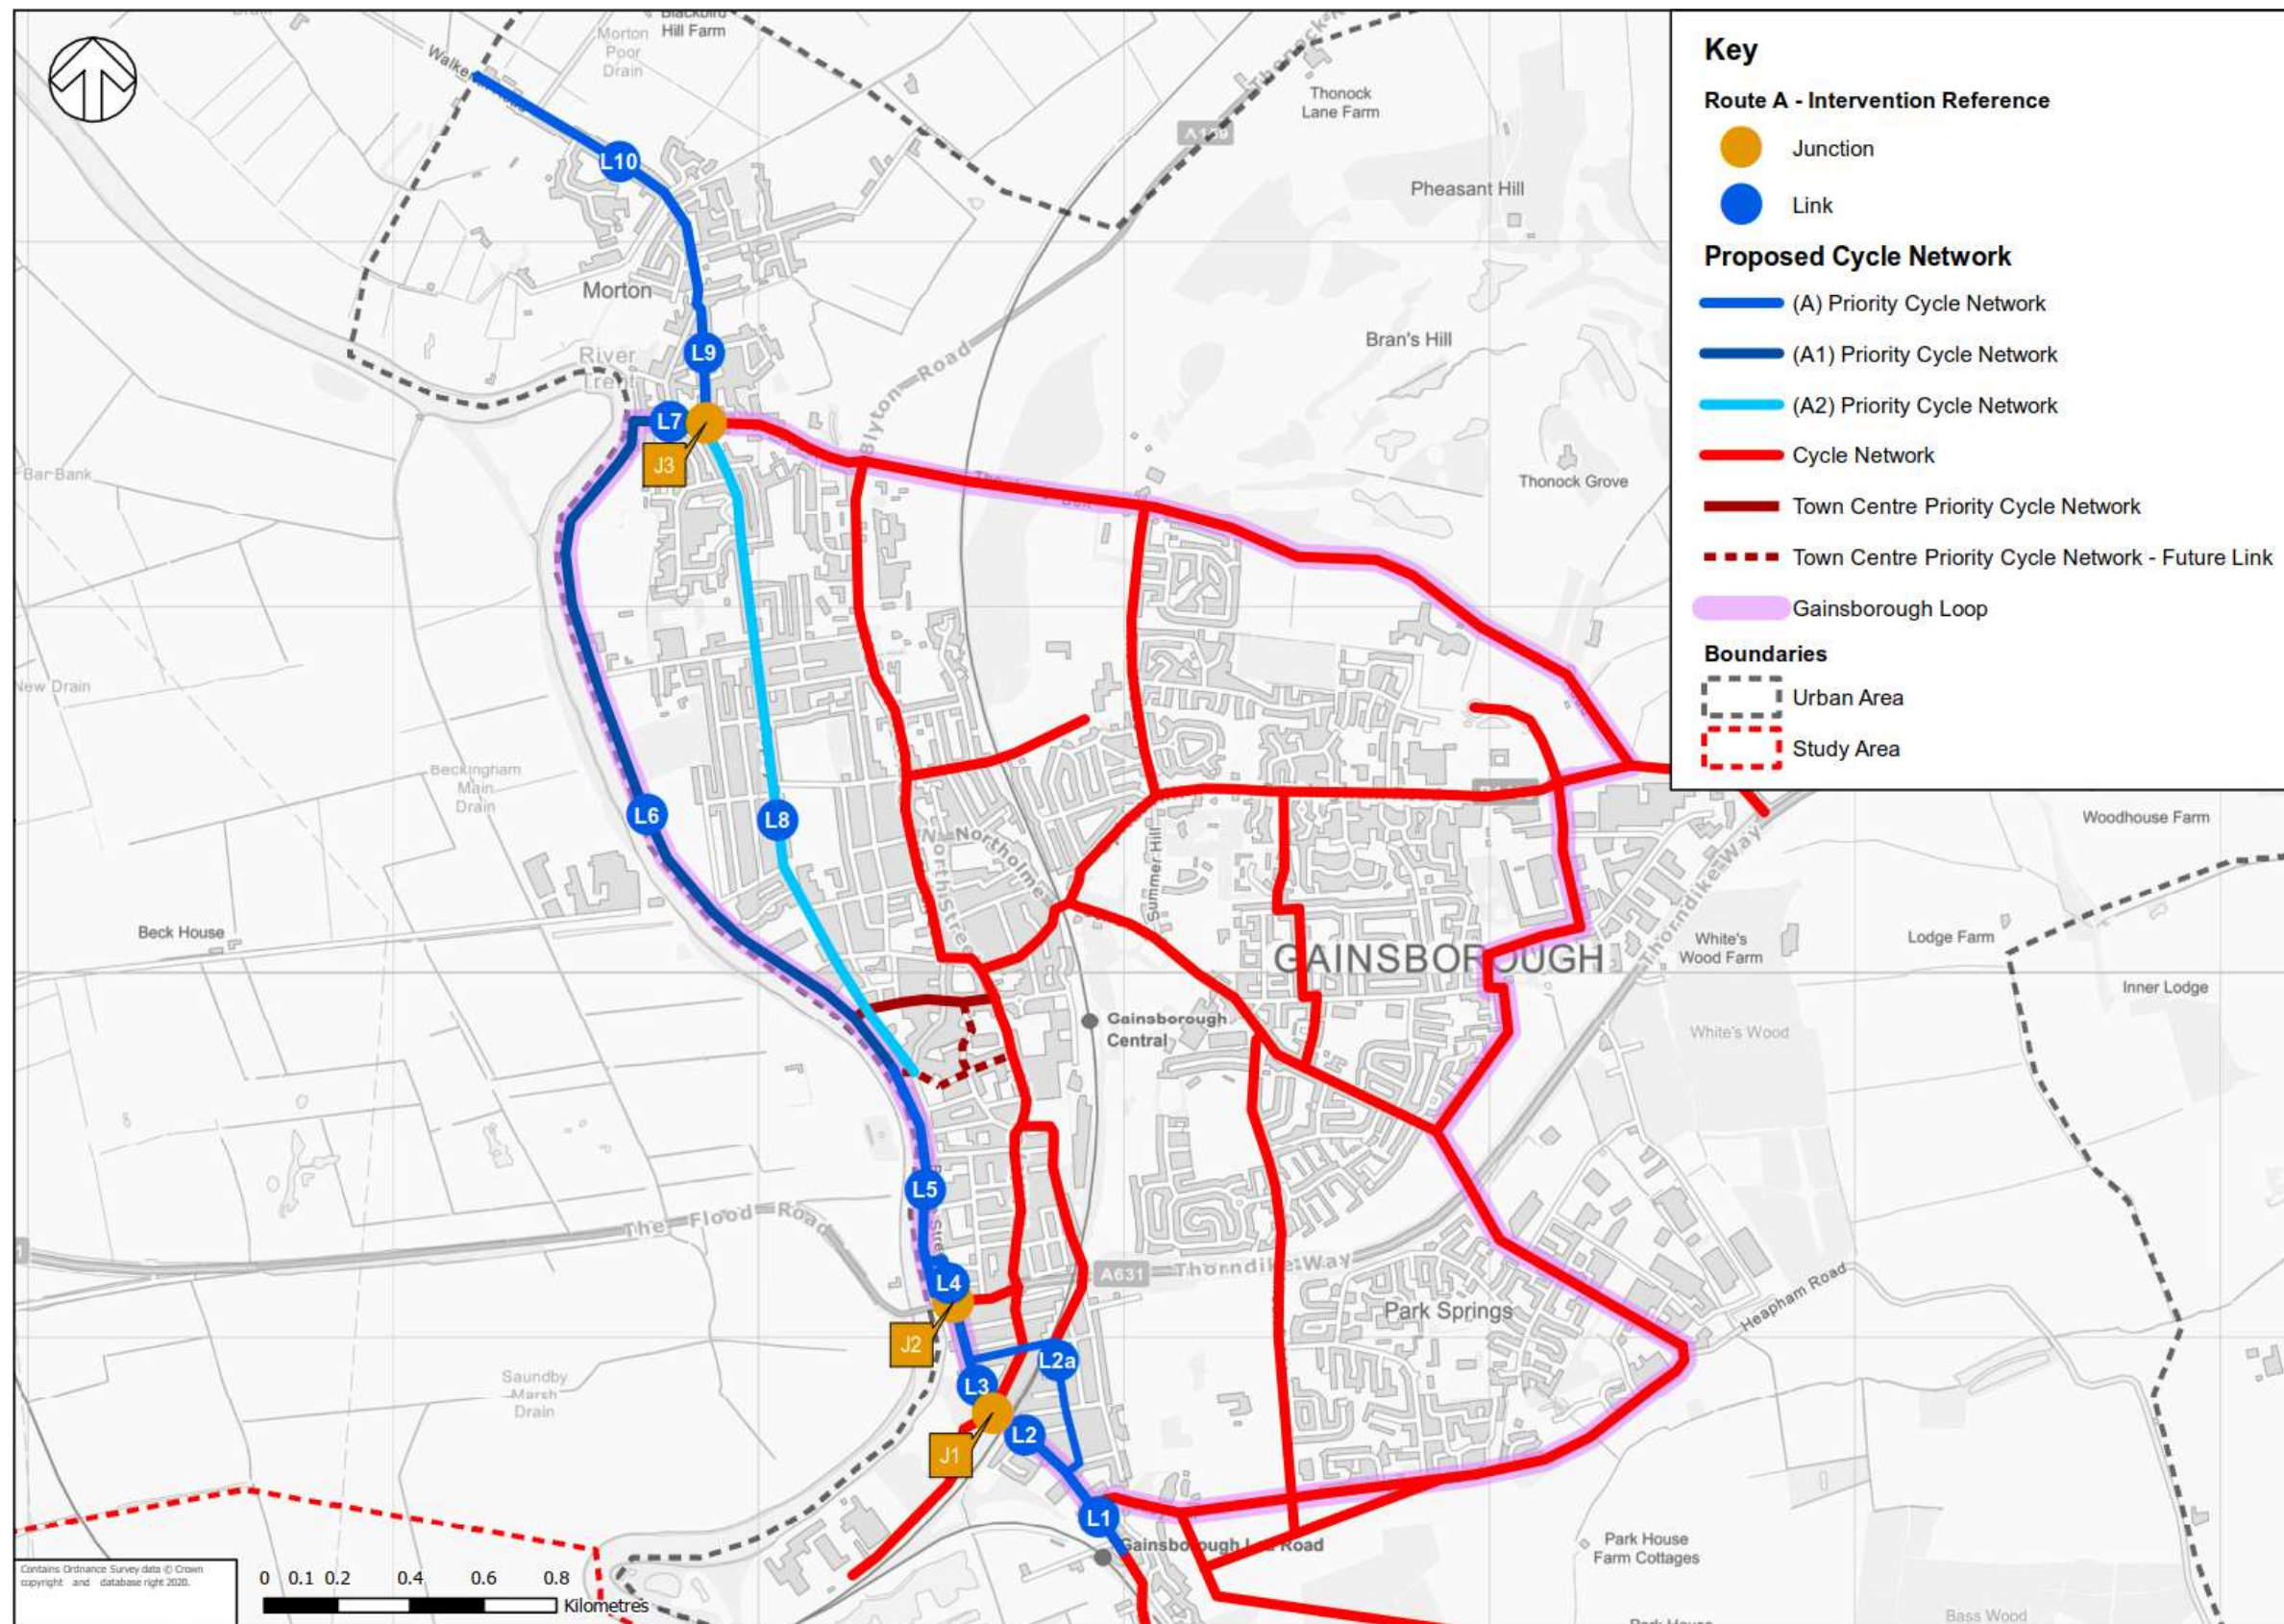 Hill Farm
Morton
Poor
Drain
Thonock
Lane Farm
A159
L10
Pheasant Hill
Morton
Bran's Hill
River
Trent
L9
Blyton Road
L7
J3
Bar Bank
Thonock Grove
New Drain
Beckingham
Main
Drain
L6
L8
Northolme
North Street
Summer Hill
Thorndike Way
Woodhouse Farm
Beck House
GAINSBOROUGH
White's
Wood Farm
Lodge Farm
Inner Lodge
White's Wood
Gainsborough
Central
L5
The Flood Road
L4
A631
Thorndike Way
Heapham Road
Park Springs
J2
L2a
L3
Saundby
Marsh
Drain
L2
J1
L1
Gainsborough Lea Road
Park House
Farm Cottages
Bass Wood
Key
Route A - Intervention Reference
Junction
Link
Proposed Cycle Network
(A) Priority Cycle Network
(A1) Priority Cycle Network
(A2) Priority Cycle Network
Cycle Network
Town Centre Priority Cycle Network
Town Centre Priority Cycle Network - Future Link
Gainsborough Loop
Boundaries
Urban Area
Study Area
Contains Ordnance Survey data © Crown
copyright and database right 2020.
0 0.1 0.2 0.4 0.6 0.8
Kilometres